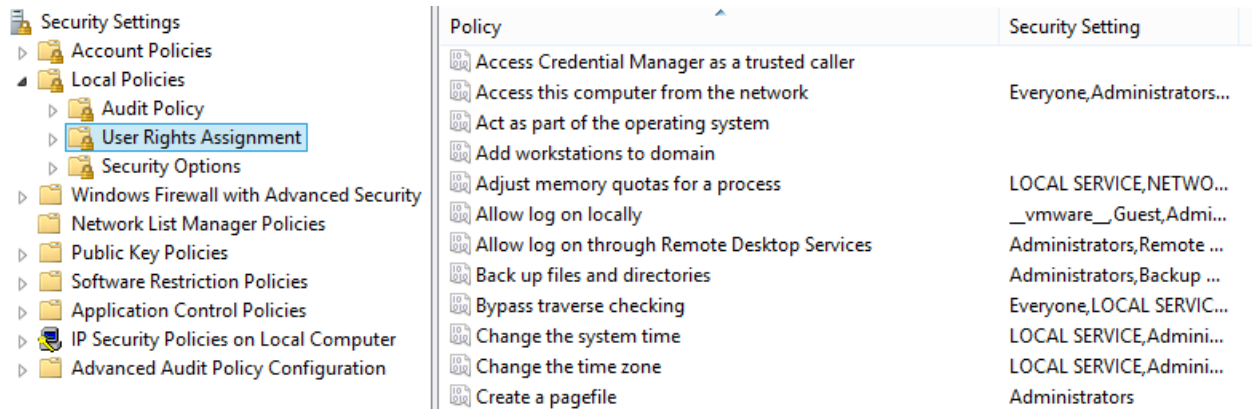 Security Settings
Account Policies
Local Policies
Audit Policy
User Rights Assignment
Security Options
Windows Firewall with Advanced Security
Network List Manager Policies
Public Key Policies
Software Restriction Policies
Application Control Policies
IP Security Policies on Local Computer
Advanced Audit Policy Configuration
Policy Security Setting
Access Credential Manager as a trusted caller
Access this computer from the network Everyone,Administrators...
Act as part of the operating system
Add workstations to domain
Adjust memory quotas for a process LOCAL SERVICE,NETWO...
Allow log on locally __vmware__,Guest,Admi...
Allow log on through Remote Desktop Services Administrators,Remote ...
Back up files and directories Administrators,Backup ...
Bypass traverse checking Everyone,LOCAL SERVIC...
Change the system time LOCAL SERVICE,Admini...
Change the time zone LOCAL SERVICE,Admini...
Create a pagefile Administrators